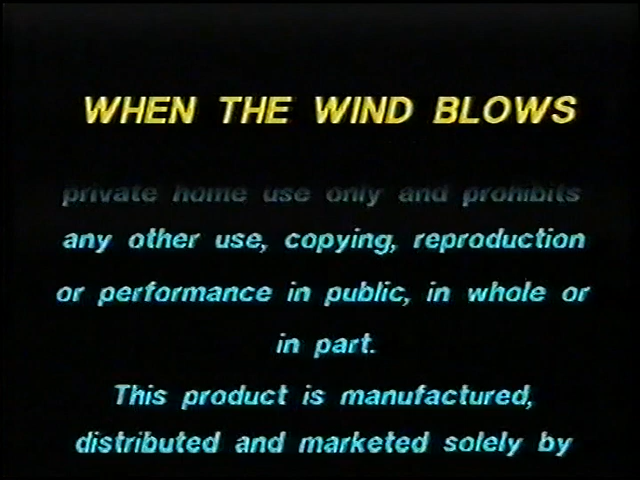 WHEN THE WIND BLOWS
private home use only and prohibits
any other use, copying, reproduction
or performance in public, in whole or
in part.
This product is manufactured,
distributed and marketed solely by